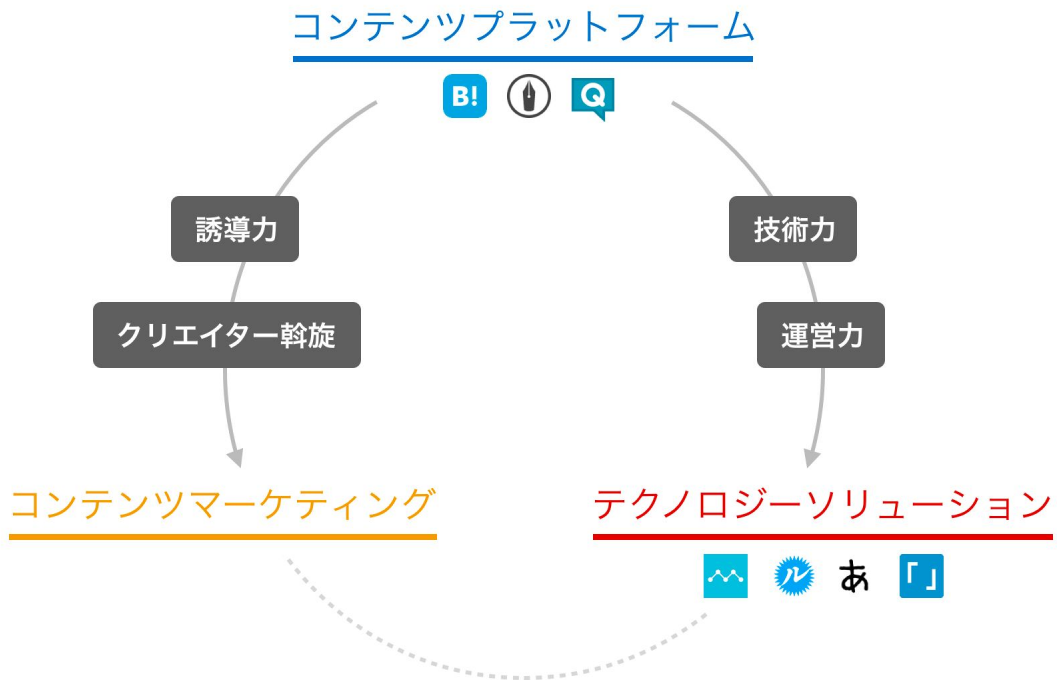 コンテンツプラットフォーム
B! Q
誘導力
技術力
クリエイター斡旋
運営力
コンテンツマーケティング
テクノロジーソリューション
ル あ 「」